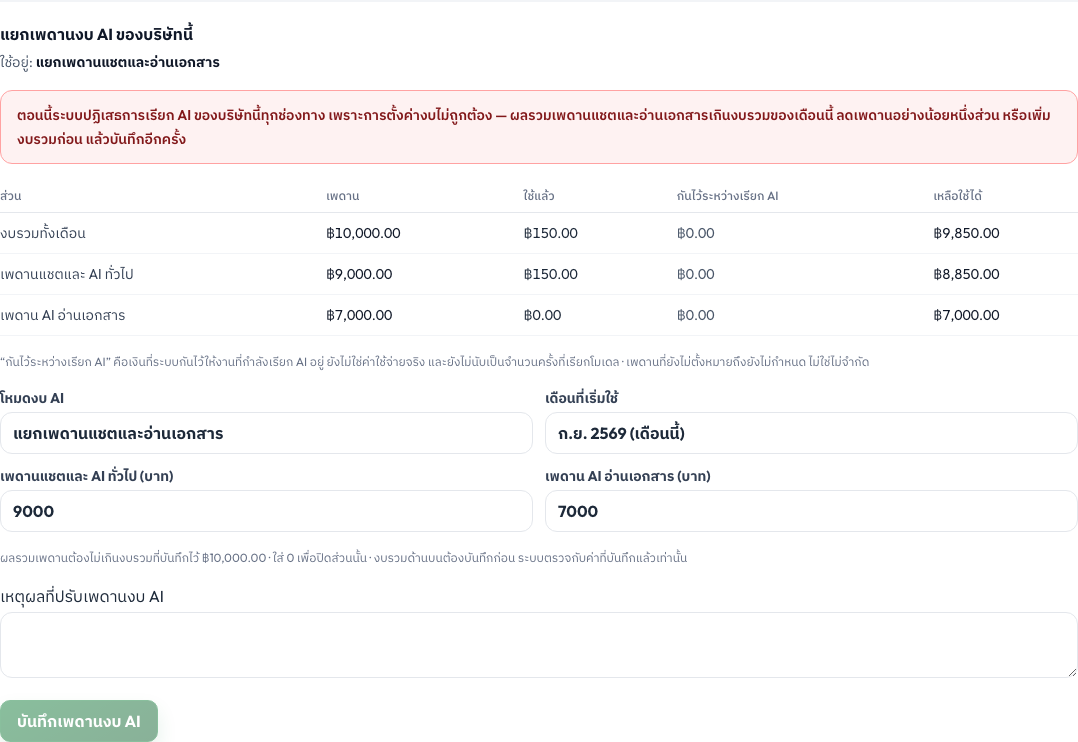 แยกเพดานงบ AI ของบริษัทนี้
ใช้อยู่: แยกเพดานแชตและอ่านเอกสาร
ตอนนี้ระบบปฏิเสธการเรียก AI ของบริษัทนี้ทุกช่องทาง เพราะการตั้งค่างบไม่ถูกต้อง — ผลรวมเพดานแชตและอ่านเอกสารเกินงบรวมของเดือนนี้ ลดเพดานอย่างน้อยหนึ่งส่วน หรือเพิ่ม
งบรวมก่อน แล้วบันทึกอีกครั้ง
ส่วน เพดาน ใช้แล้ว กันไว้ระหว่างเรียก AI เหลือใช้ได้
งบรวมทั้งเดือน ฿10,000.00 ฿150.00 ฿0.00 ฿9,850.00
เพดานแชตและ AI ทั่วไป ฿9,000.00 ฿150.00 ฿0.00 ฿8,850.00
เพดาน AI อ่านเอกสาร ฿7,000.00 ฿0.00 ฿0.00 ฿7,000.00
“กันไว้ระหว่างเรียก AI” คือเงินที่ระบบกันไว้ให้งานที่กำลังเรียก AI อยู่ ยังไม่ใช่ค่าใช้จ่ายจริง และยังไม่นับเป็นจำนวนครั้งที่เรียกโมเดล · เพดานที่ยังไม่ตั้งหมายถึงยังไม่กำหนด ไม่ใช่ไม่จำกัด
โหมดงบ AI เดือนที่เริ่มใช้
แยกเพดานแชตและอ่านเอกสาร ก.ย. 2569 (เดือนนี้)
เพดานแชตและ AI ทั่วไป (บาท) เพดาน AI อ่านเอกสาร (บาท)
9000 7000
ผลรวมเพดานต้องไม่เกินงบรวมที่บันทึกไว้ ฿10,000.00 · ใส่ 0 เพื่อปิดส่วนนั้น · งบรวมด้านบนต้องบันทึกก่อน ระบบตรวจกับค่าที่บันทึกแล้วเท่านั้น
เหตุผลที่ปรับเพดานงบ AI
บันทึกเพดานงบ AI